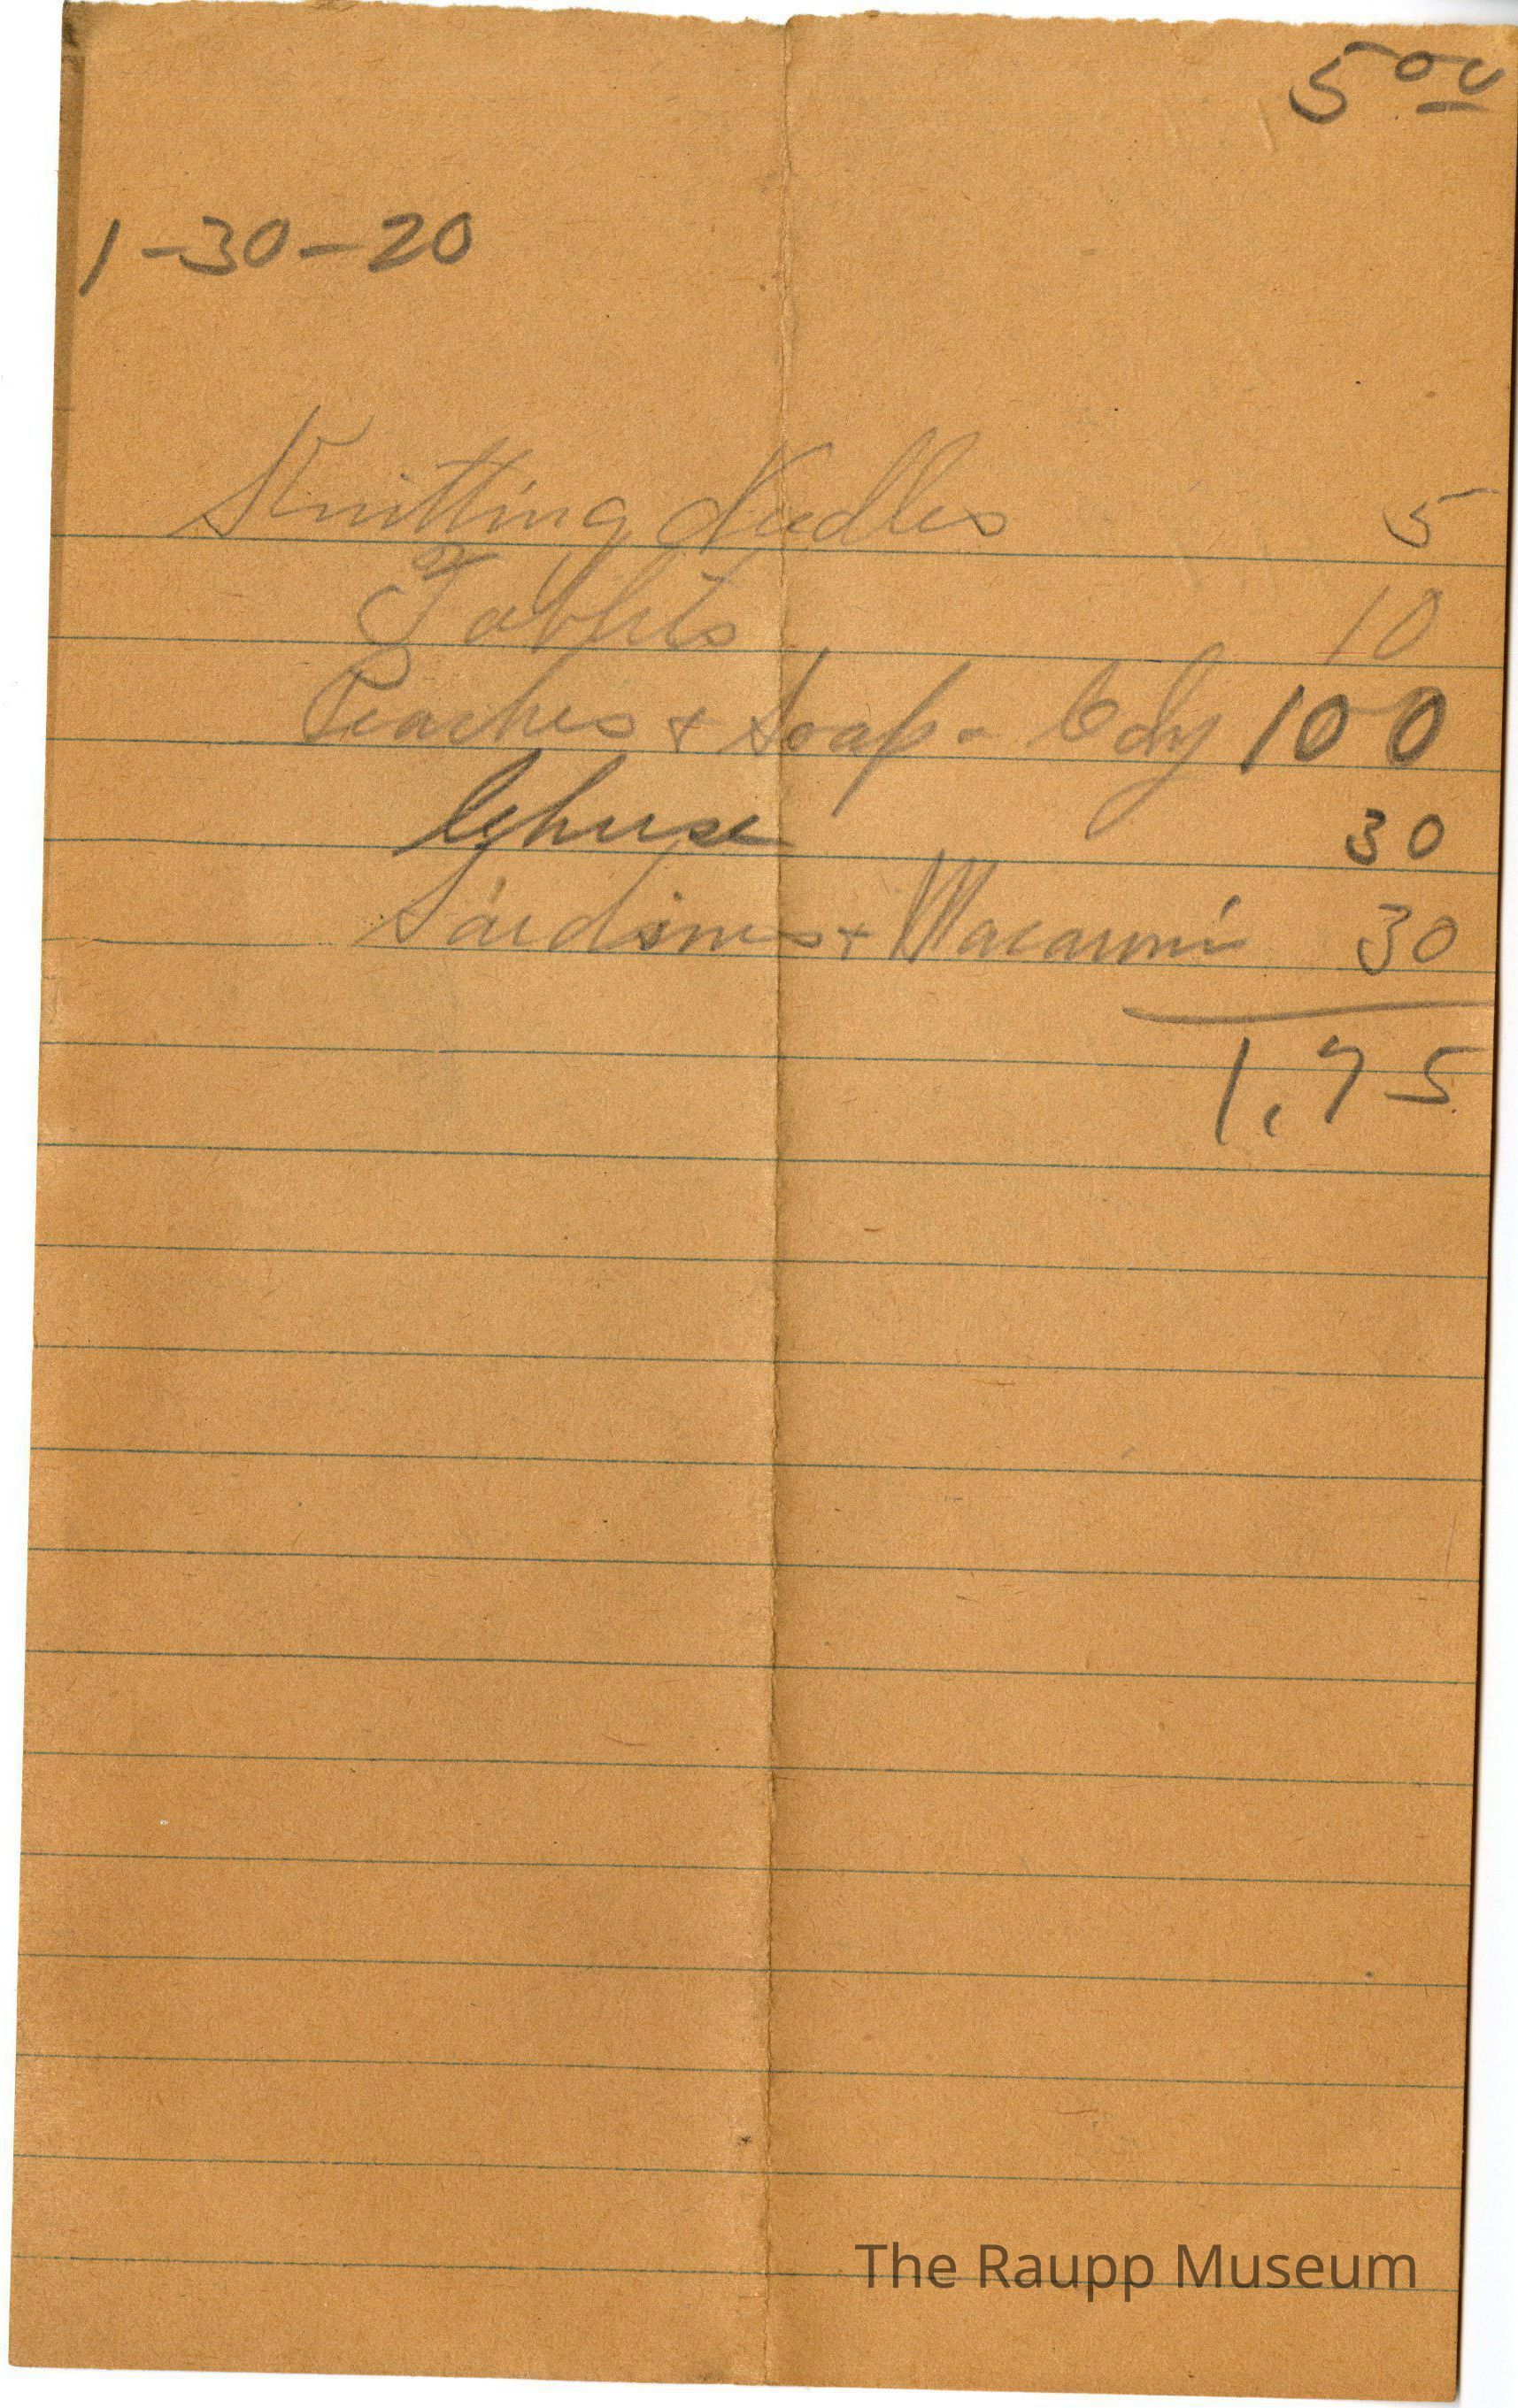 5 00
1-30-20
Knitting Needles 5
Tablets 10
Peaches + Soap - Cdy 100
30
Sardines + Macaroni 30
1.75
The Raupp Museum